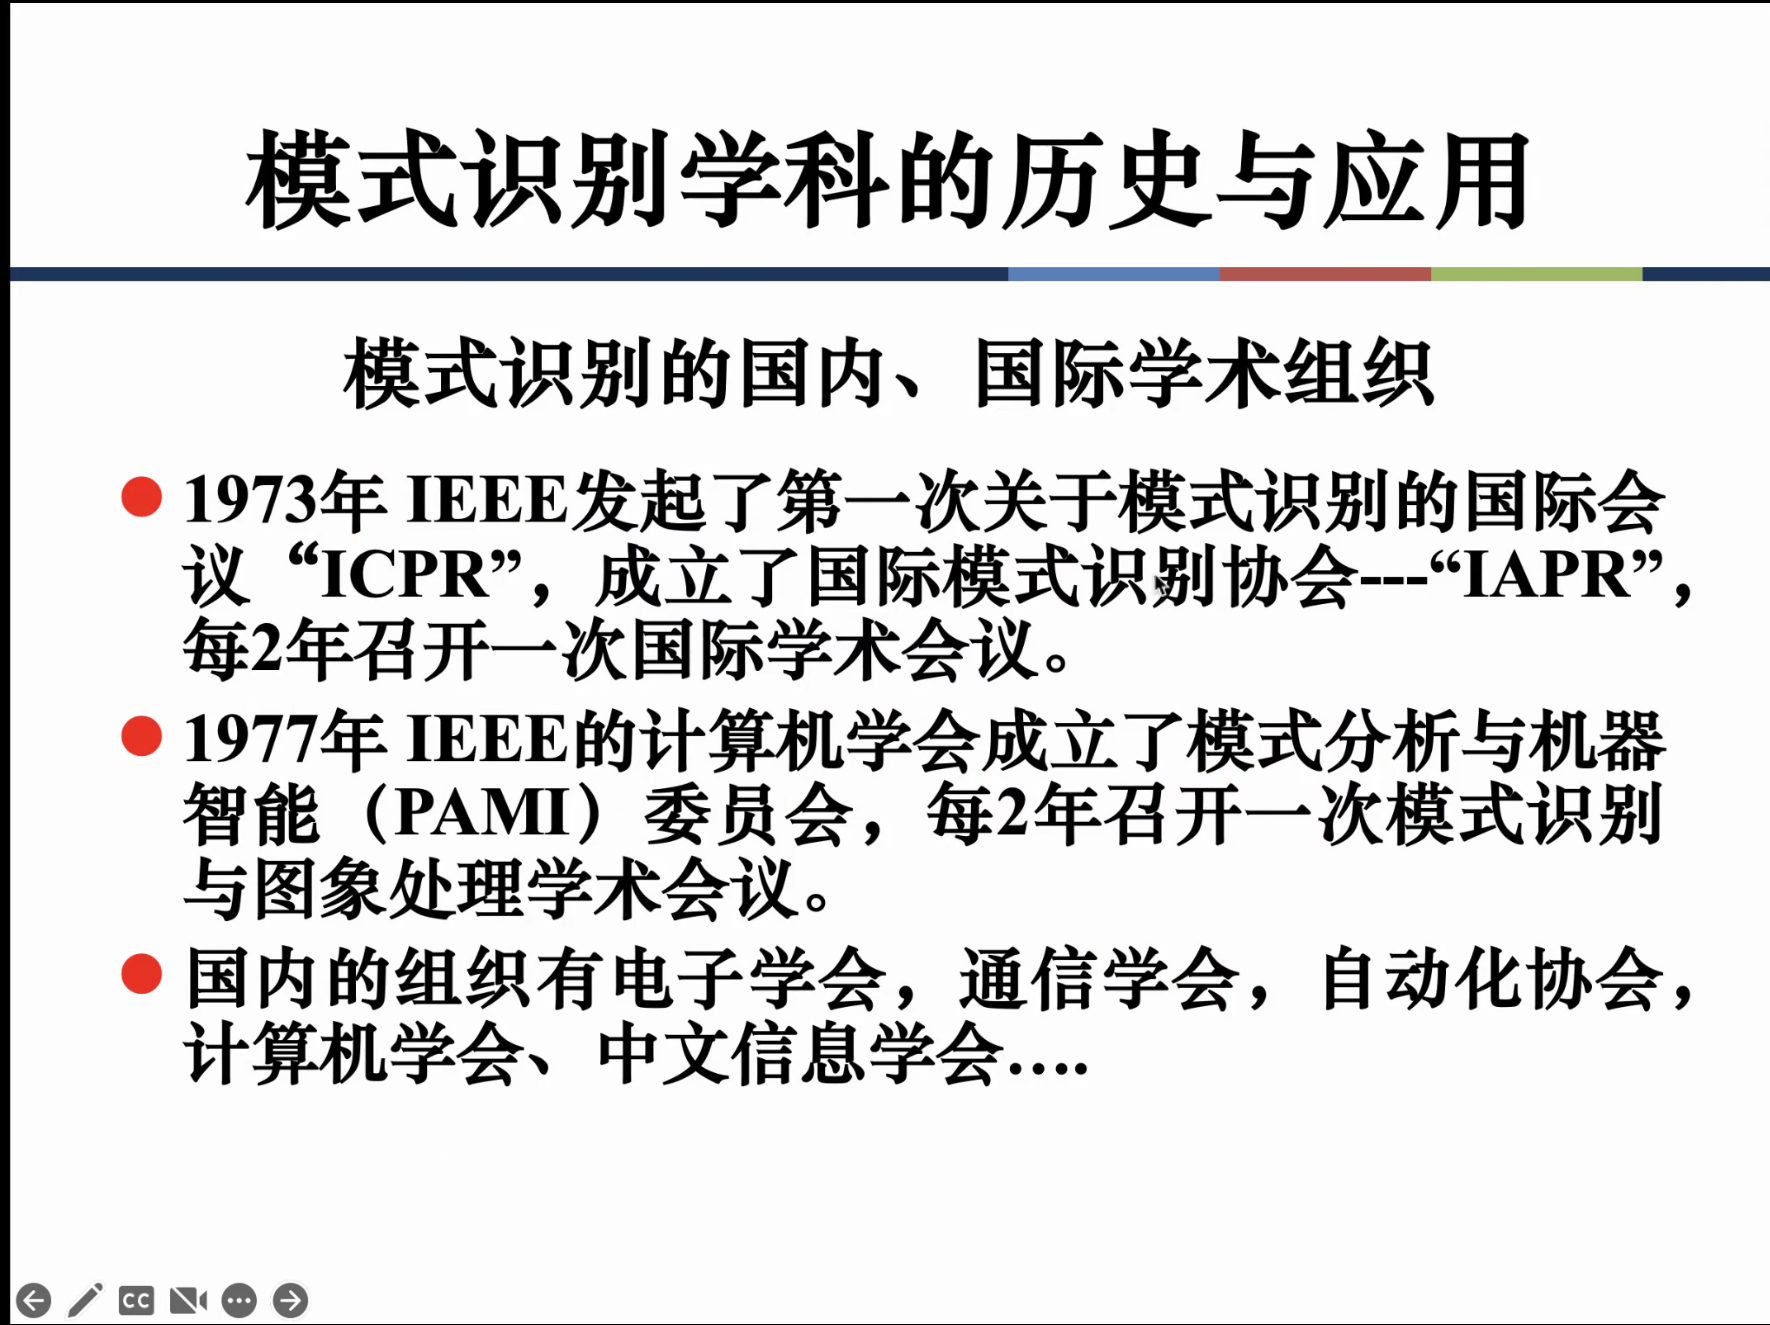 模式识别学科的历史与应用
模式识别的国内、国际学术组织
1973年 IEEE发起了第一次关于模式识别的国际会
议“ICPR”，成立了国际模式识别协会---“IAPR”，
每2年召开一次国际学术会议。
1977年 IEEE的计算机学会成立了模式分析与机器
智能（PAMI）委员会，每2年召开一次模式识别
与图象处理学术会议。
国内的组织有电子学会，通信学会，自动化协会，
计算机学会、中文信息学会….
CC